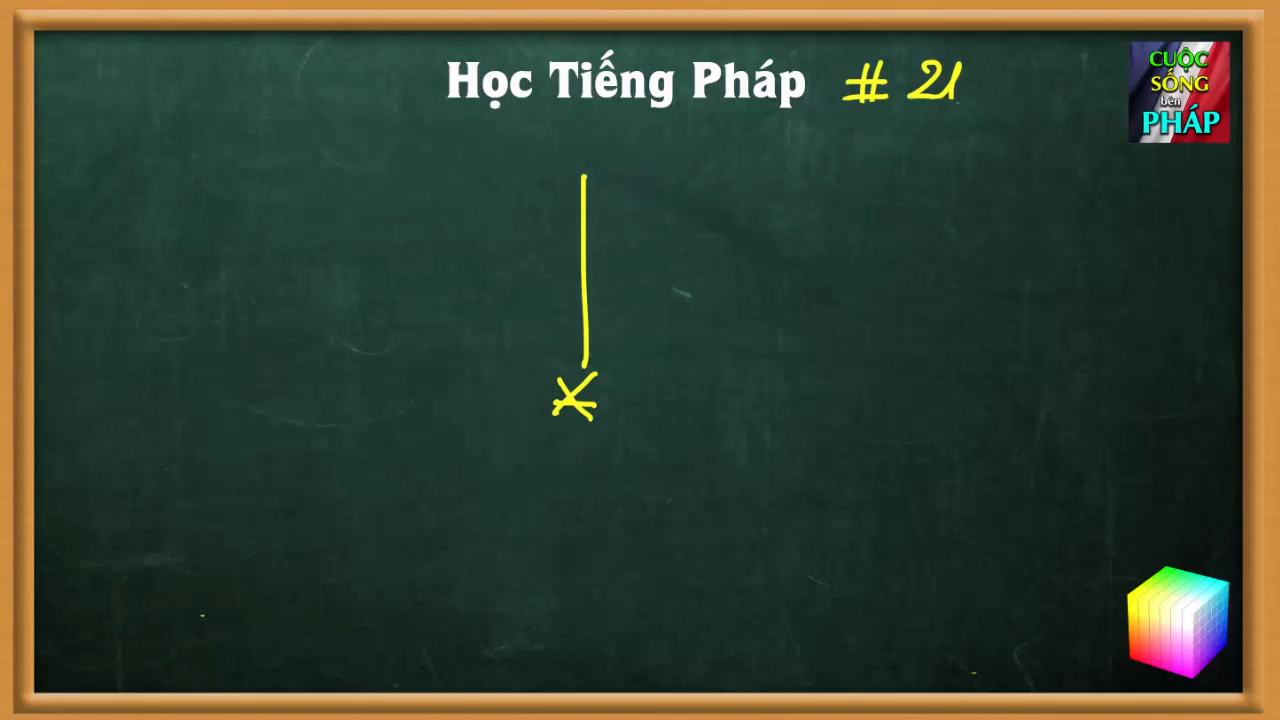 Học Tiếng Pháp # 21
CUỘC
SỐNG
bên
PHÁP